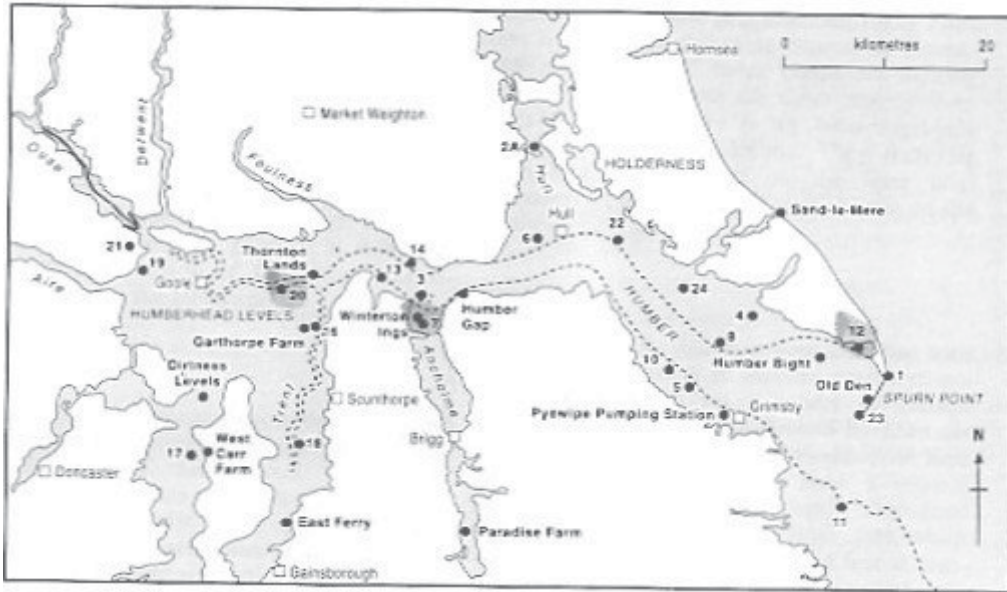 0 kilometres 20
Hornsea
Market Weighton
Derwent
Ouse
Foulness
2A
HOLDERNESS
Hull
Hull
Sand-le-Mere
21
19
Aire
Goole
Thornton
Lands
20
14
13
3
6
22
24
4
HUMBER
HUMBERHEAD LEVELS
Winterton
Ings
7
Humber
Gap
8
12
Humber Bight
1
Garthorpe Farm
Ancholme
10
5
Old Den
SPURN POINT
23
Dirtness
Levels
Trent
Scunthorpe
Pyewipe Pumping Station
Grimsby
Brigg
N
17
West
Carr
Farm
18
Doncaster
11
East Ferry
Paradise Farm
Gainsborough